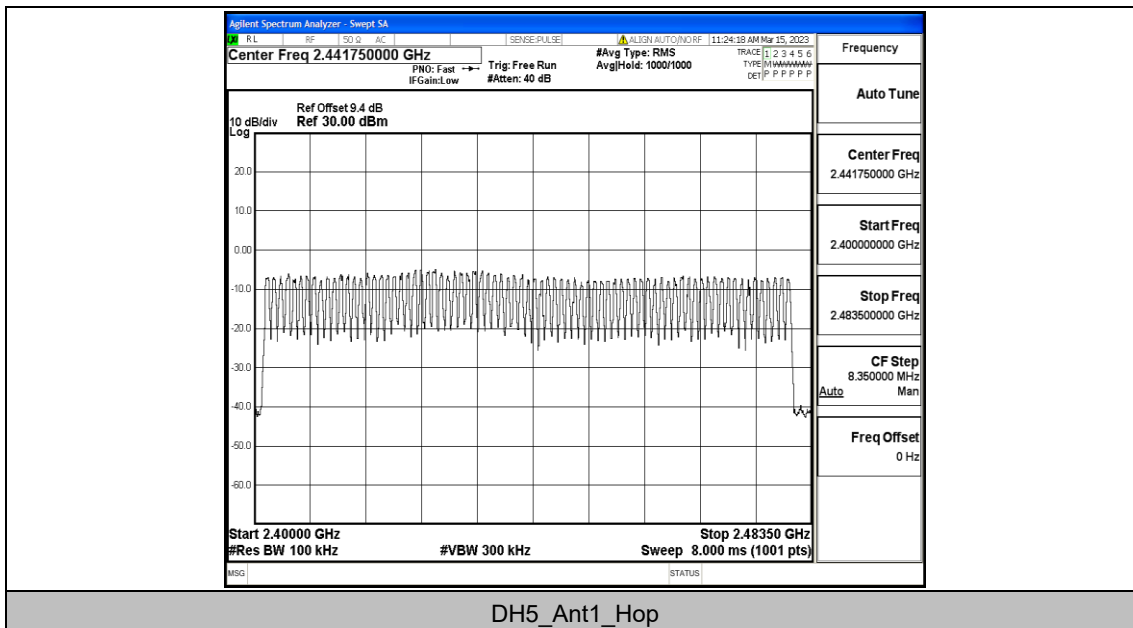 Agilent Spectrum Analyzer - Swept SA
RL RF 50 Ω AC SENSE:PULSE ALIGN AUTO/NO RF 11:24:18 AM Mar 15, 2023
Center Freq 2.441750000 GHz
PNO: Fast
IFGain:Low
Trig: Free Run
#Atten: 40 dB
#Avg Type: RMS
Avg|Hold: 1000/1000
TRACE 1 2 3 4 5 6
TYPE M
DET P P P P P P
Ref Offset 9.4 dB
10 dB/div Ref 30.00 dBm
Log
20.0
10.0
0.00
-10.0
-20.0
-30.0
-40.0
-50.0
-60.0
Start 2.40000 GHz Stop 2.48350 GHz
#Res BW 100 kHz #VBW 300 kHz Sweep 8.000 ms (1001 pts)
MSG STATUS
Frequency
Auto Tune
Center Freq
2.441750000 GHz
Start Freq
2.400000000 GHz
Stop Freq
2.483500000 GHz
CF Step
8.350000 MHz
Auto Man
Freq Offset
0 Hz
DH5_Ant1_Hop